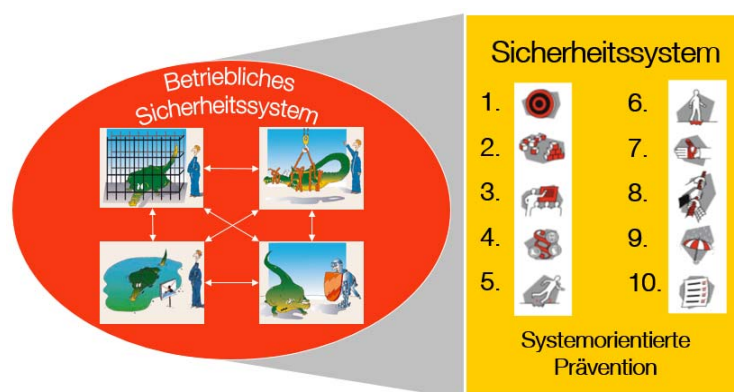 Betriebliches
Sicherheitssystem
Sicherheitssystem
1.
2.
3.
4.
5.
6.
7.
8.
9.
10.
Systemorientierte
Prävention